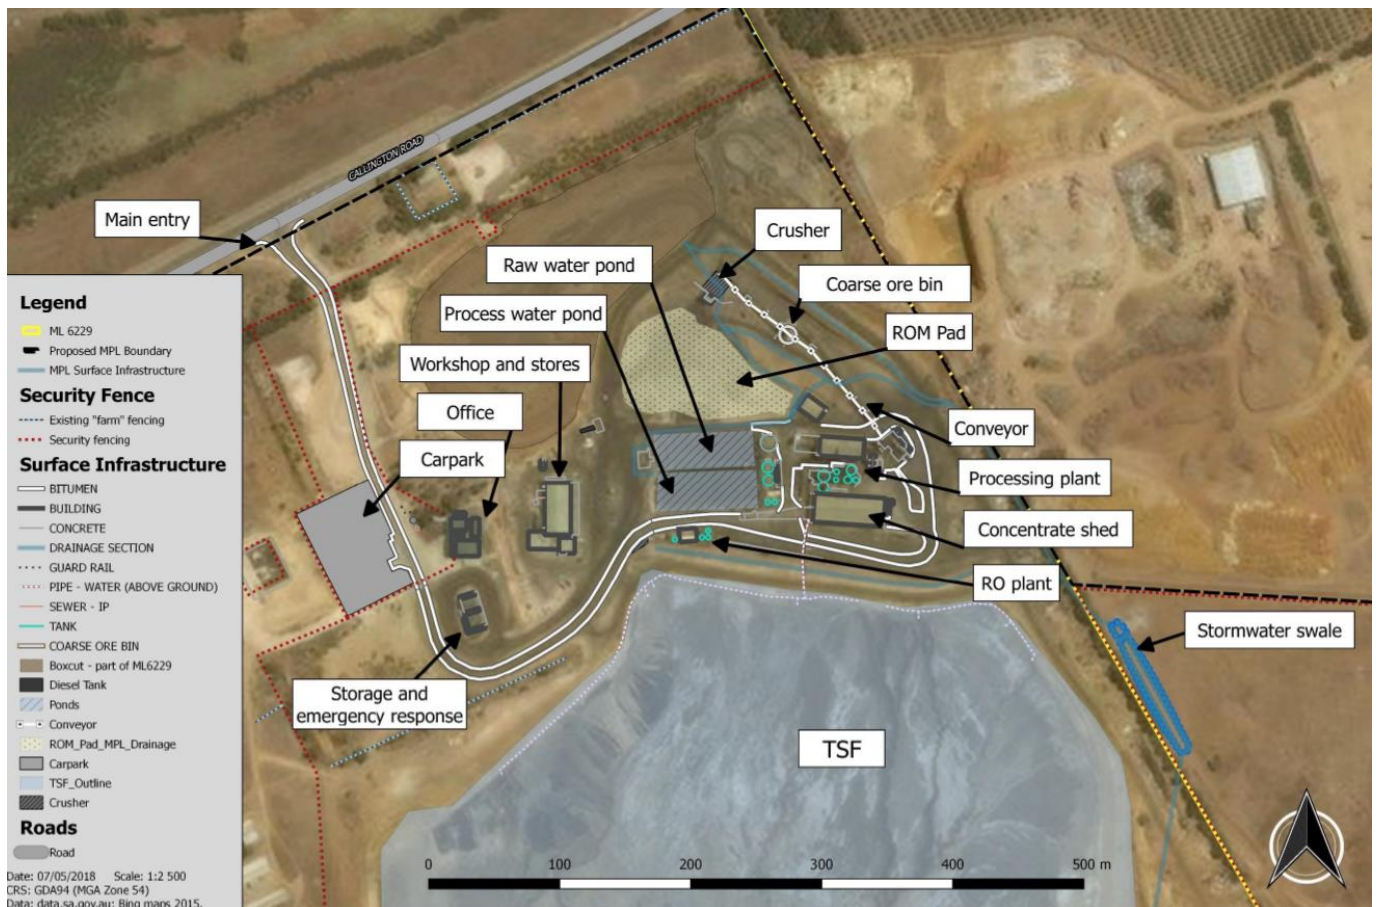 CALLINGTON ROAD
Main entry
Crusher
Raw water pond
Coarse ore bin
Process water pond
ROM Pad
Workshop and stores
Office
Conveyor
Carpark
Processing plant
Concentrate shed
RO plant
Stormwater swale
Storage and
emergency response
TSF
Legend
ML 6229
Proposed MPL Boundary
MPL Surface Infrastructure
Security Fence
Existing "farm" fencing
Security fencing
Surface Infrastructure
BITUMEN
BUILDING
CONCRETE
DRAINAGE SECTION
GUARD RAIL
PIPE - WATER (ABOVE GROUND)
SEWER - IP
TANK
COARSE ORE BIN
Boxcut - part of ML6229
Diesel Tank
Ponds
Conveyor
ROM_Pad_MPL_Drainage
Carpark
TSF_Outline
Crusher
Roads
Road
Date: 07/05/2018 Scale: 1:2 500
CRS: GDA94 (MGA Zone 54)
Data: data.sa.gov.au; Bing maps 2015.
0 100 200 300 400 500 m